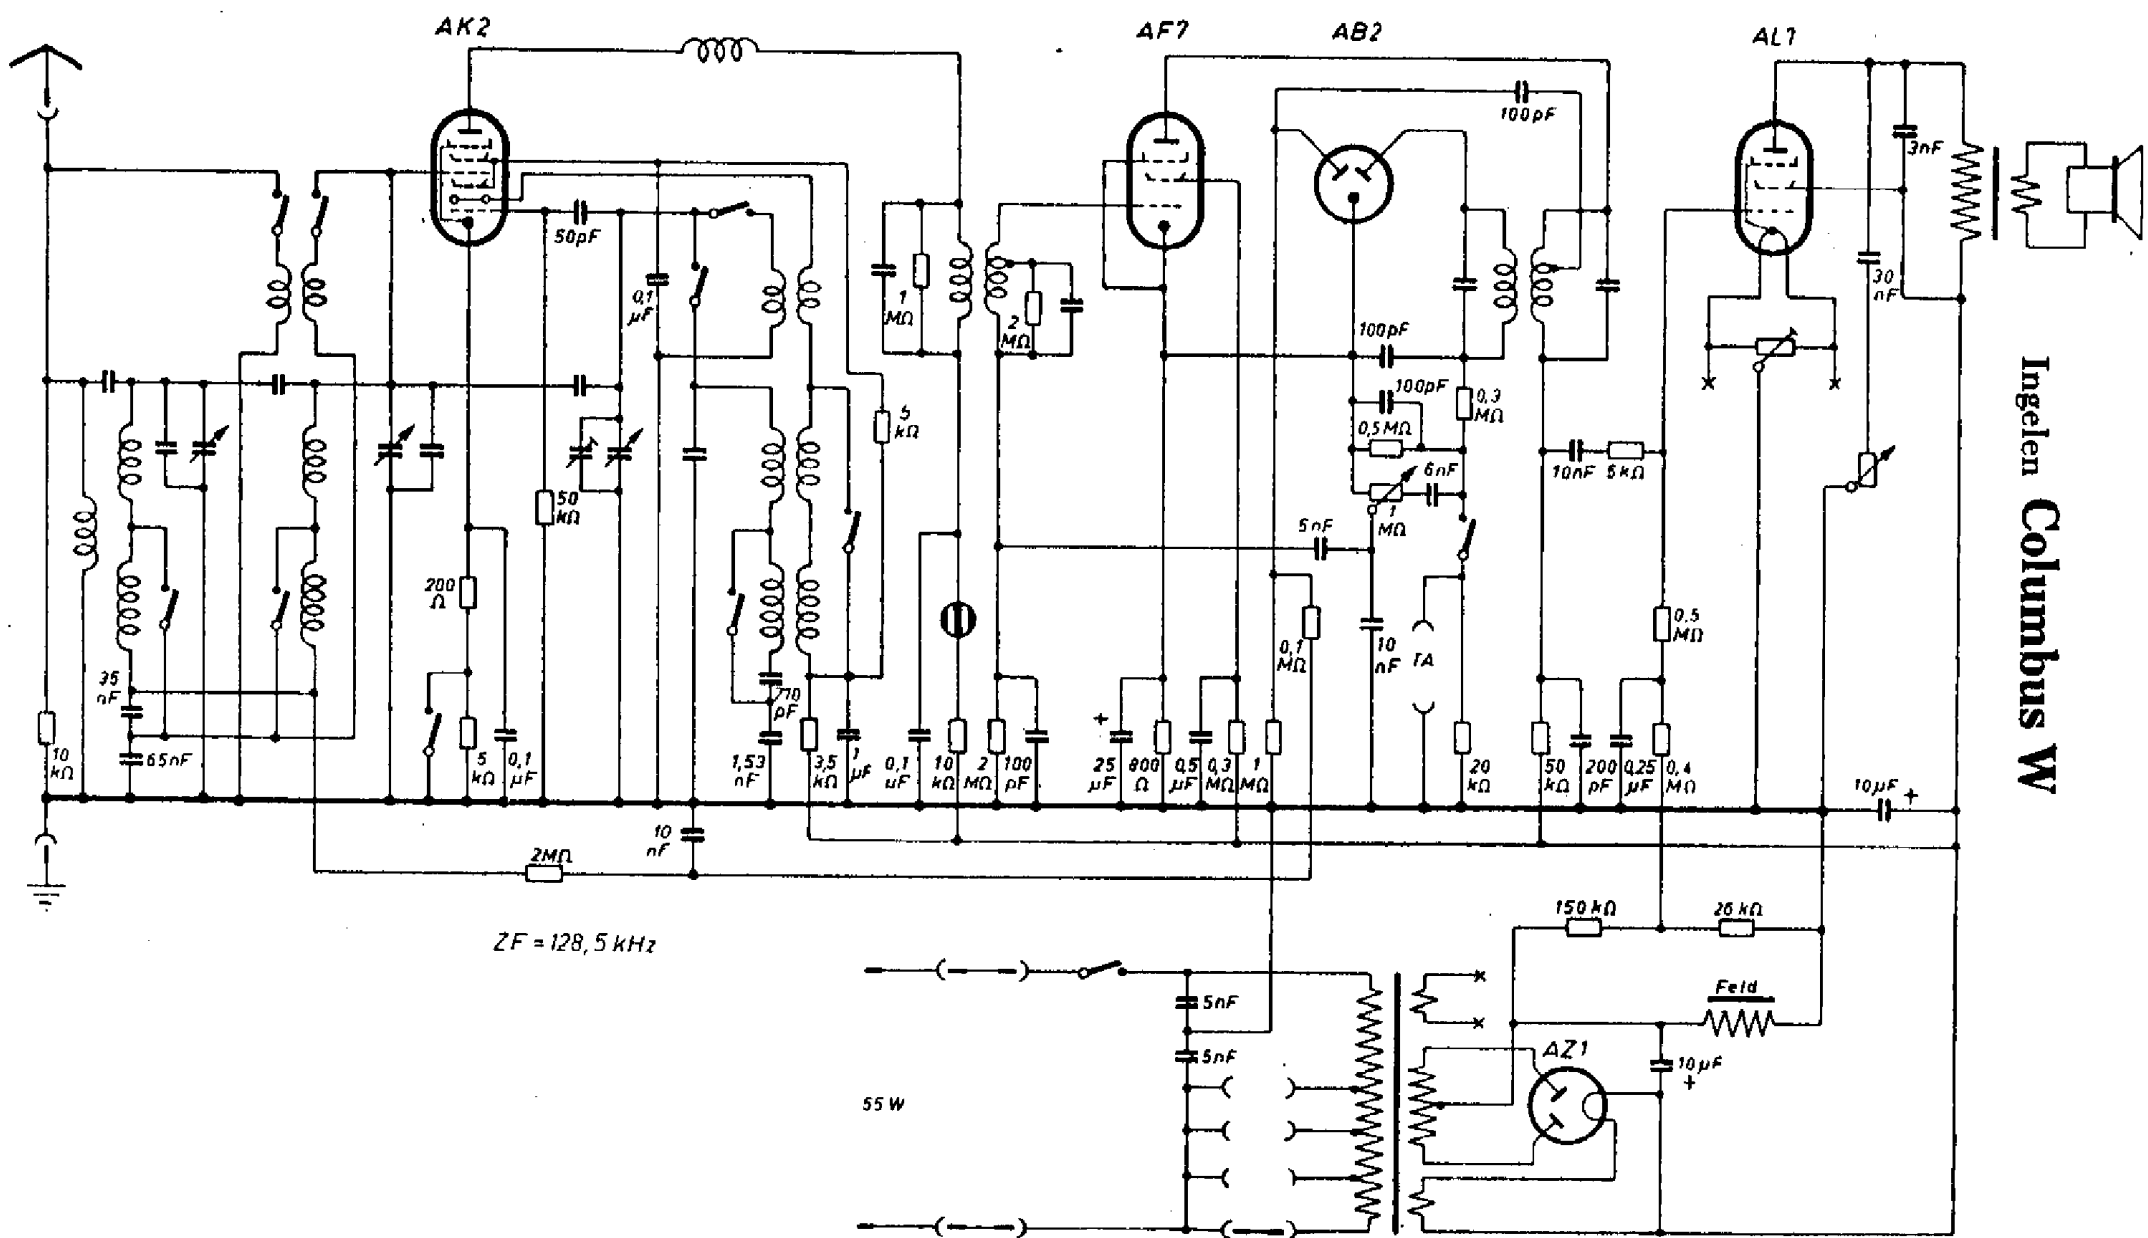 AK2
AF7
AB2
AL1
100pF
3nF
50pF
0,1 µF
1 MΩ
2 MΩ
30 nF
100pF
100pF
0,3 MΩ
5 kΩ
0,5MΩ
6nF
10nF
5kΩ
50 kΩ
1 MΩ
5nF
200 Ω
0,5 MΩ
0,1 MΩ
10 nF
TA
35 nF
770 pF
10 kΩ
65nF
5 kΩ
0,1 µF
1,53 nF
3,5 kΩ
1 µF
0,1 µF
10 kΩ
2 MΩ
100 pF
+
25 µF
800 Ω
0,5 µF
0,3 MΩ
1 MΩ
20 kΩ
50 kΩ
200 pF
0,25 µF
0,4 MΩ
10µF +
10 nF
2MΩ
150 kΩ
26 kΩ
ZF = 128,5 kHz
5nF
Feld
5nF
AZ1
10µF
+
55 W
Ingelen Columbus W